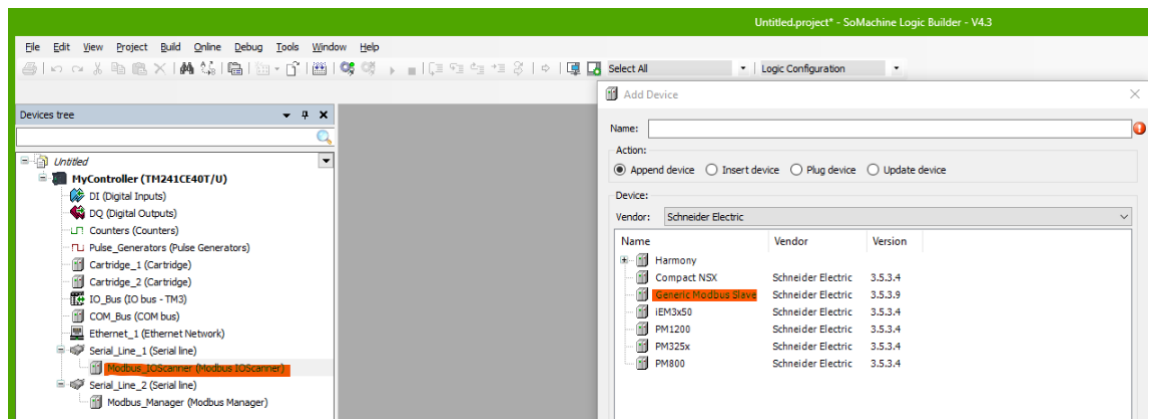 Untitled.project* - SoMachine Logic Builder - V4.3
File Edit View Project Build Online Debug Tools Window Help
Select All
Logic Configuration
Add Device
Devices tree
Name:
Action:
Append device Insert device Plug device Update device
Device:
Vendor: Schneider Electric
Name Vendor Version
Harmony
Compact NSX Schneider Electric 3.5.3.4
Generic Modbus Slave Schneider Electric 3.5.3.9
iEM3x50 Schneider Electric 3.5.3.4
PM1200 Schneider Electric 3.5.3.4
PM325x Schneider Electric 3.5.3.4
PM800 Schneider Electric 3.5.3.4
Untitled
MyController (TM241CE40T/U)
DI (Digital Inputs)
DQ (Digital Outputs)
Counters (Counters)
Pulse_Generators (Pulse Generators)
Cartridge_1 (Cartridge)
Cartridge_2 (Cartridge)
IO_Bus (IO bus - TM3)
COM_Bus (COM bus)
Ethernet_1 (Ethernet Network)
Serial_Line_1 (Serial line)
Modbus_IOScanner (Modbus IOScanner)
Serial_Line_2 (Serial line)
Modbus_Manager (Modbus Manager)